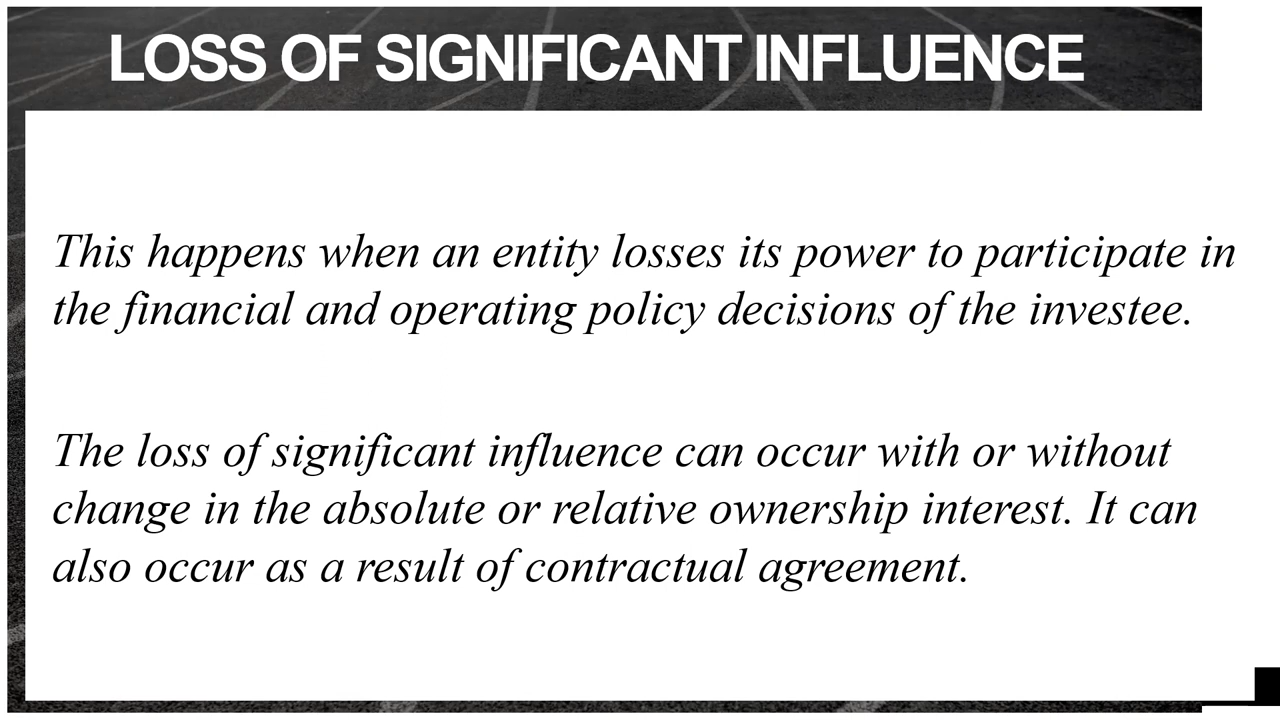 LOSS OF SIGNIFICANT INFLUENCE
This happens when an entity losses its power to participate in
the financial and operating policy decisions of the investee.
The loss of significant influence can occur with or without
change in the absolute or relative ownership interest. It can
also occur as a result of contractual agreement.